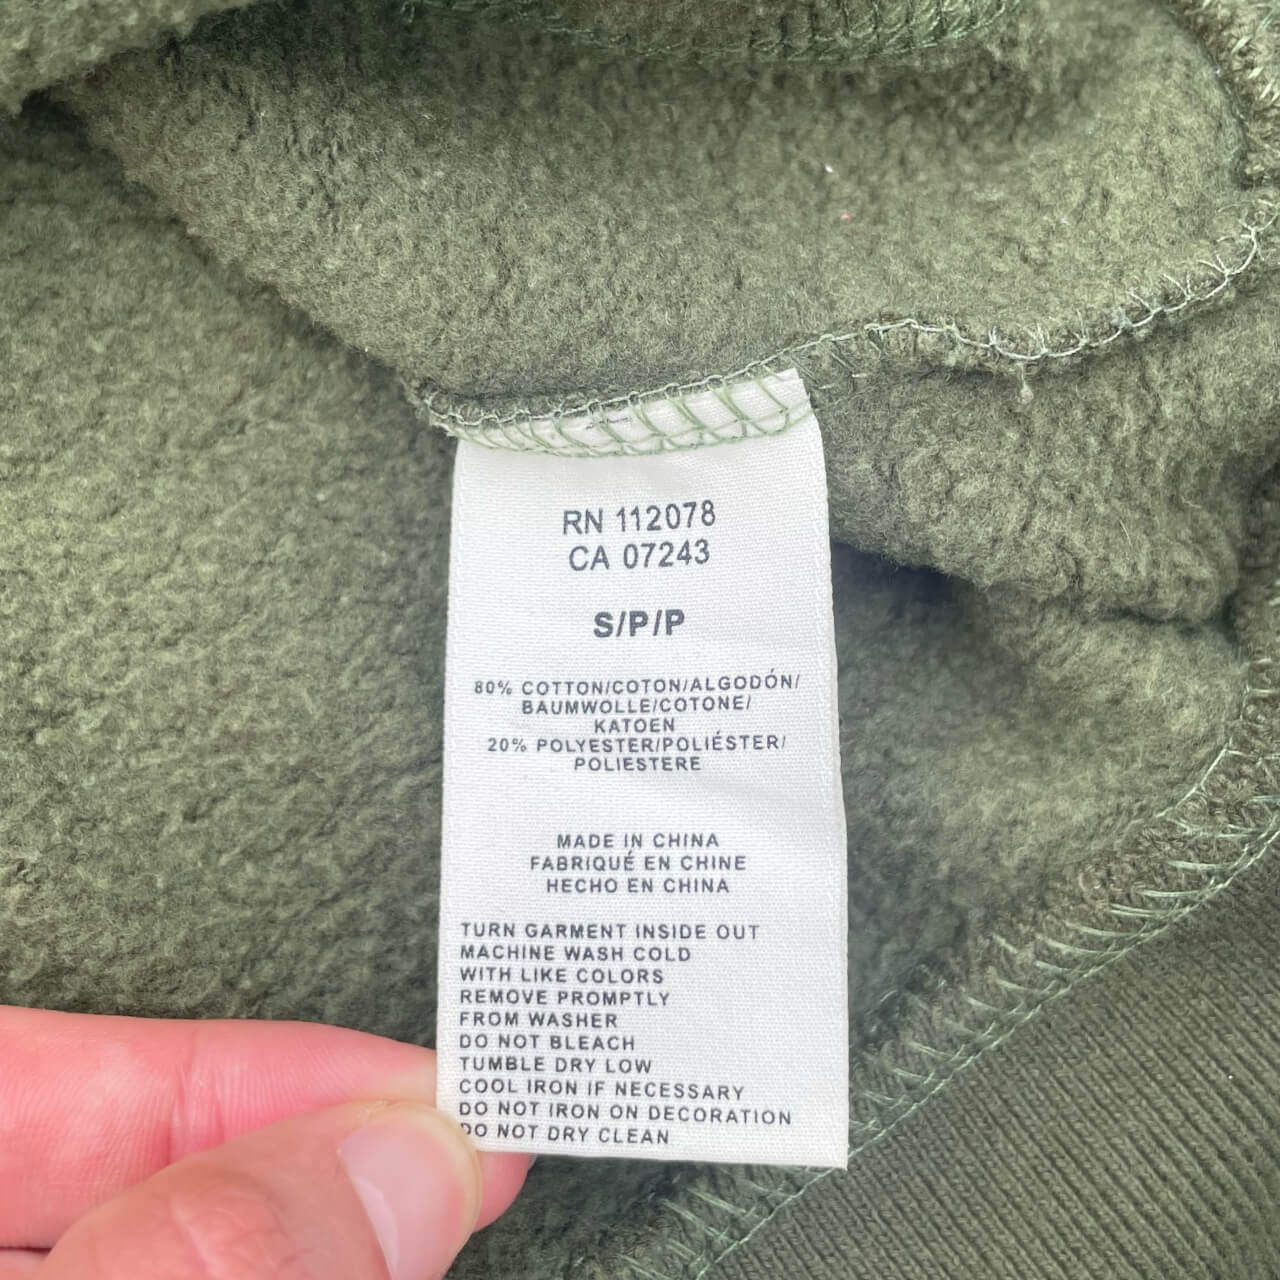 RN 112078
CA 07243
S/P/P
80% COTTON/COTON/ALGODÓN/
BAUMWOLLE/COTONE/
KATOEN
20% POLYESTER/POLIÉSTER/
POLIESTERE
MADE IN CHINA
FABRIQUÉ EN CHINE
HECHO EN CHINA
TURN GARMENT INSIDE OUT
MACHINE WASH COLD
WITH LIKE COLORS
REMOVE PROMPTLY
FROM WASHER
DO NOT BLEACH
TUMBLE DRY LOW
COOL IRON IF NECESSARY
DO NOT IRON ON DECORATION
DO NOT DRY CLEAN